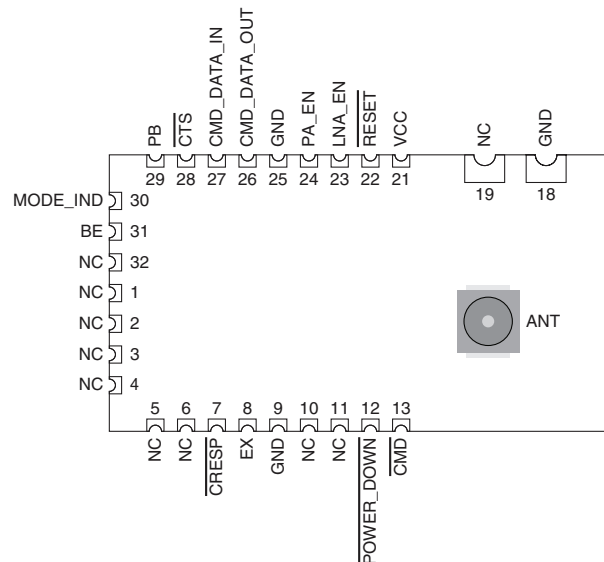 PB
CTS
CMD_DATA_IN
CMD_DATA_OUT
GND
PA_EN
LNA_EN
RESET
VCC
NC
GND
29 28 27 26 25 24 23 22 21 19 18
MODE_IND 30
BE 31
NC 32
NC 1
NC 2
NC 3
NC 4
ANT
5 6 7 8 9 10 11 12 13
NC
NC
CRESP
EX
GND
NC
NC
POWER_DOWN
CMD